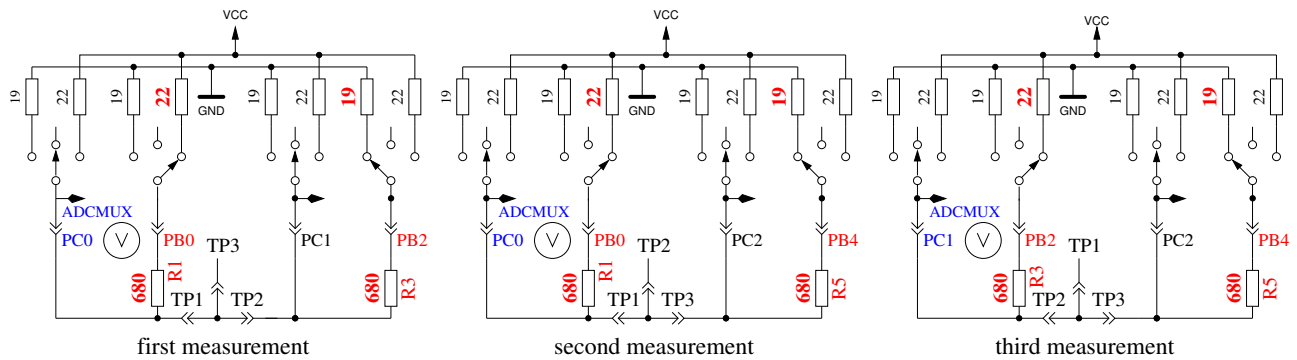 VCC
19
22
19
22
GND
19
22
19
22
ADCMUX
PC0
V
PB0
TP3
PC1
PB2
680
R1
TP1
TP2
680
R3
first measurement
VCC
19
22
19
22
GND
19
22
19
22
ADCMUX
PC0
V
PB0
TP2
PC2
PB4
680
R1
TP1
TP3
680
R5
second measurement
VCC
19
22
19
22
GND
19
22
19
22
ADCMUX
PC1
V
PB2
TP1
PC2
PB4
680
R3
TP2
TP3
680
R5
third measurement